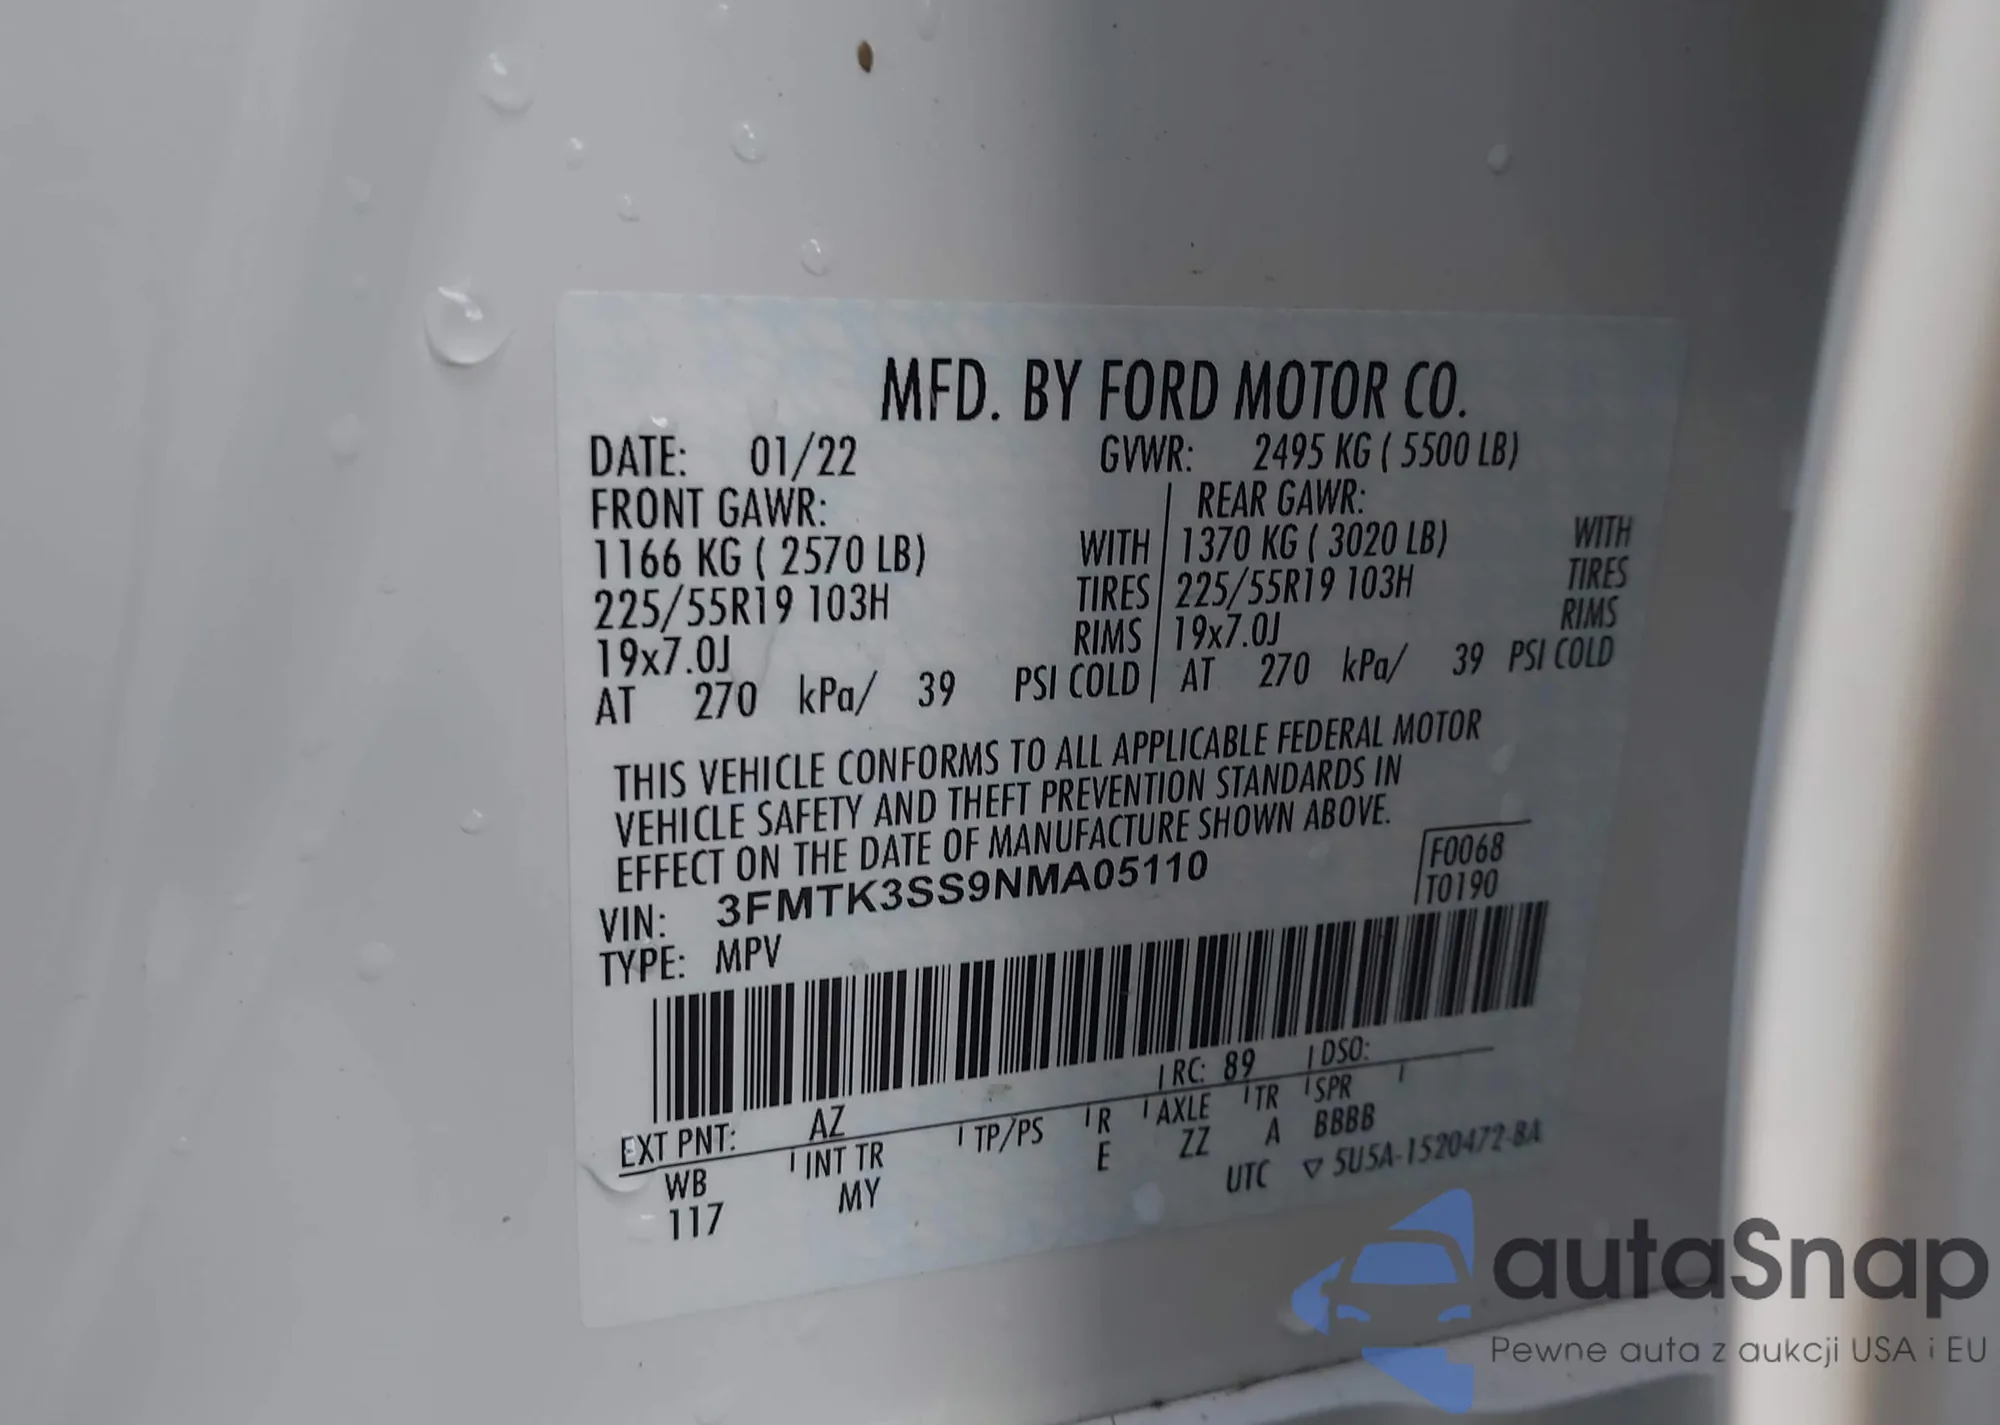 MFD. BY FORD MOTOR CO.
DATE: 01/22 GVWR: 2495 KG ( 5500 LB)
FRONT GAWR: REAR GAWR:
1166 KG ( 2570 LB) WITH 1370 KG ( 3020 LB) WITH
225/55R19 103H TIRES 225/55R19 103H TIRES
19x7.0J RIMS 19x7.0J RIMS
AT 270 kPa/ 39 PSI COLD AT 270 kPa/ 39 PSI COLD
THIS VEHICLE CONFORMS TO ALL APPLICABLE FEDERAL MOTOR
VEHICLE SAFETY AND THEFT PREVENTION STANDARDS IN
EFFECT ON THE DATE OF MANUFACTURE SHOWN ABOVE.
F0068
VIN: 3FMTK3SS9NMA05110 T0190
TYPE: MPV
RC: 89 DSO:
EXT PNT: AZ
WB INT TR TP/PS R AXLE TR SPR
117 MY E ZZ A BBBB
UTC ▽ 5U5A-1520472-BA
autaSnap
Pewne auta z aukcji USA i EU